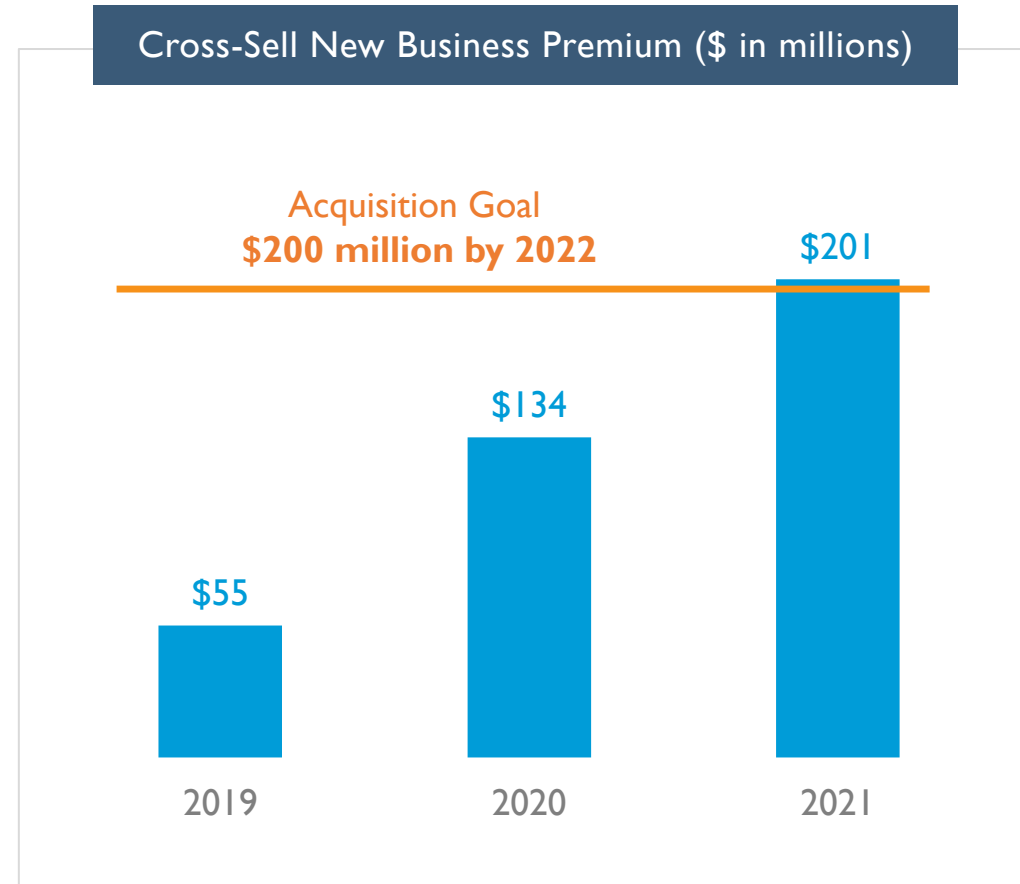 Cross-Sell New Business Premium ($ in millions)
Acquisition Goal
$200 million by 2022
$201
$134
$55
2019 2020 2021